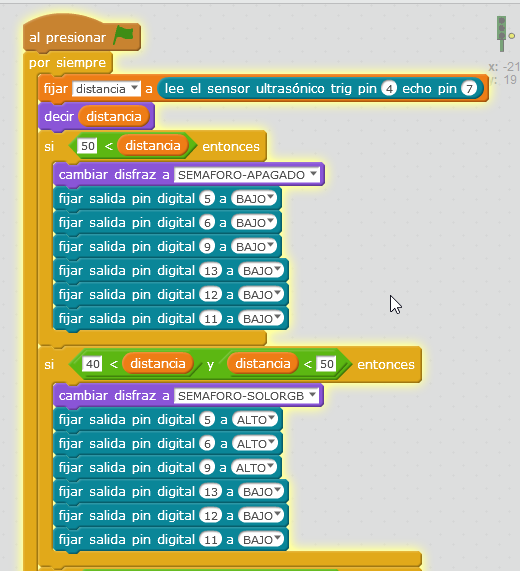 al presionar
por siempre
fijar distancia a lee el sensor ultrasónico trig pin 4 echo pin 7
x: -21
y: 19
decir distancia
si 50 < distancia entonces
cambiar disfraz a SEMAFORO-APAGADO
fijar salida pin digital 5 a BAJO
fijar salida pin digital 6 a BAJO
fijar salida pin digital 9 a BAJO
fijar salida pin digital 13 a BAJO
fijar salida pin digital 12 a BAJO
fijar salida pin digital 11 a BAJO
si 40 < distancia y distancia < 50 entonces
cambiar disfraz a SEMAFORO-SOLORGB
fijar salida pin digital 5 a ALTO
fijar salida pin digital 6 a ALTO
fijar salida pin digital 9 a ALTO
fijar salida pin digital 13 a BAJO
fijar salida pin digital 12 a BAJO
fijar salida pin digital 11 a BAJO